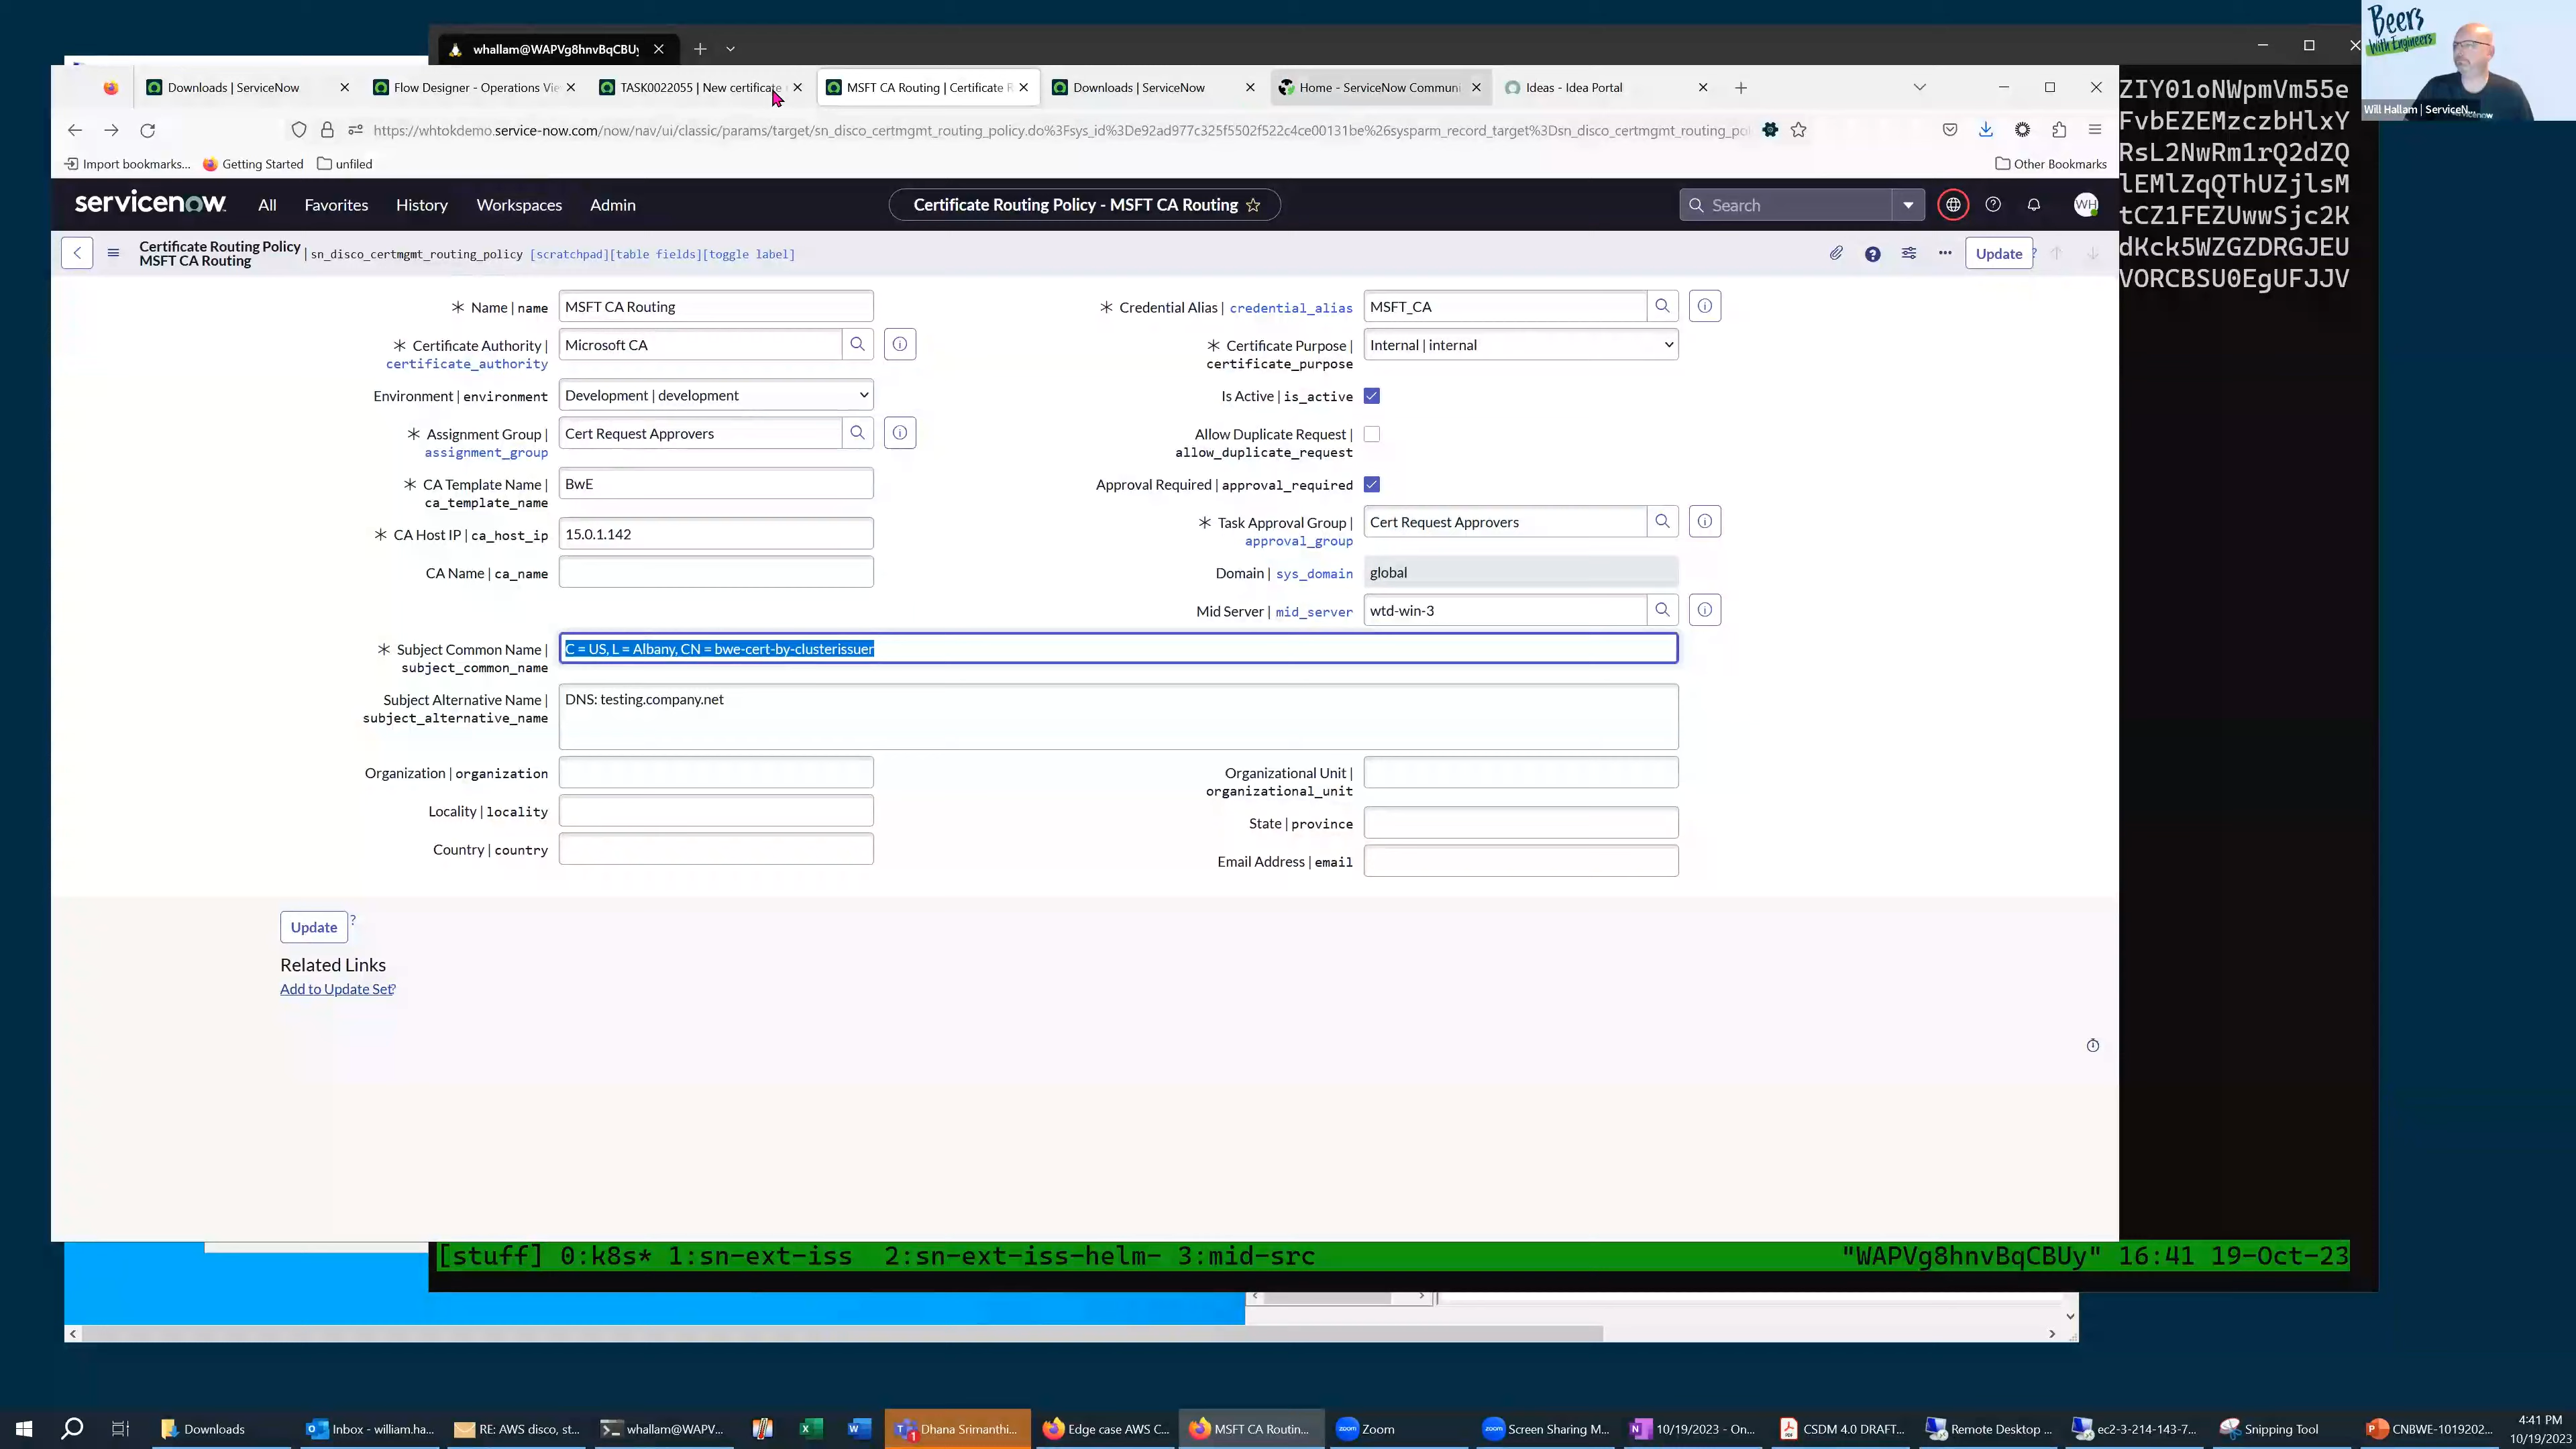 Beers
With Engineers
Will Hallam | ServiceN...
whallam@WAPVg8hnvBqCBUy
ZIY01oNWpmVm55e
FvbEZEMzczbHlxY
RsL2NwRm1rQ2dZQ
lEMlZqQThUZjlsM
tCZ1FEZUwwSjc2K
dKck5WZGZDRGJEU
VORCBSU0EgUFJJV
Downloads | ServiceNow
Flow Designer - Operations Vie
TASK0022055 | New certificate
MSFT CA Routing | Certificate R
Downloads | ServiceNow
Home - ServiceNow Communi
Ideas - Idea Portal
https://whtokdemo.service-now.com/now/nav/ui/classic/params/target/sn_disco_certmgmt_routing_policy.do%3Fsys_id%3De92ad977c325f5502f522c4ce00131be%26sysparm_record_target%3Dsn_disco_certmgmt_routing_pol
Import bookmarks...
Getting Started
unfiled
Other Bookmarks
servicenow
All
Favorites
History
Workspaces
Admin
Certificate Routing Policy - MSFT CA Routing
Search
WH
Certificate Routing Policy
MSFT CA Routing
| sn_disco_certmgmt_routing_policy [scratchpad][table fields][toggle label]
Update ?
Name | name
MSFT CA Routing
Credential Alias | credential_alias
MSFT_CA
Certificate Authority |
certificate_authority
Microsoft CA
Certificate Purpose |
certificate_purpose
Internal | internal
Environment | environment
Development | development
Is Active | is_active
Assignment Group |
assignment_group
Cert Request Approvers
Allow Duplicate Request |
allow_duplicate_request
CA Template Name |
ca_template_name
BwE
Approval Required | approval_required
CA Host IP | ca_host_ip
15.0.1.142
Task Approval Group |
approval_group
Cert Request Approvers
CA Name | ca_name
Domain | sys_domain
global
Mid Server | mid_server
wtd-win-3
Subject Common Name |
subject_common_name
C = US, L = Albany, CN = bwe-cert-by-clusterissuer
Subject Alternative Name |
subject_alternative_name
DNS: testing.company.net
Organization | organization
Organizational Unit |
organizational_unit
Locality | locality
State | province
Country | country
Email Address | email
Update ?
Related Links
Add to Update Set?
[stuff] 0:k8s* 1:sn-ext-iss 2:sn-ext-iss-helm- 3:mid-src
"WAPVg8hnvBqCBUy" 16:41 19-Oct-23
Downloads
Inbox - william.ha...
RE: AWS disco, st...
whallam@WAPV...
Dhana Srimanthi...
Edge case AWS C...
MSFT CA Routin...
Zoom
Screen Sharing M...
10/19/2023 - On...
CSDM 4.0 DRAFT...
Remote Desktop ...
ec2-3-214-143-7...
Snipping Tool
CNBWE-1019202...
4:41 PM
10/19/2023